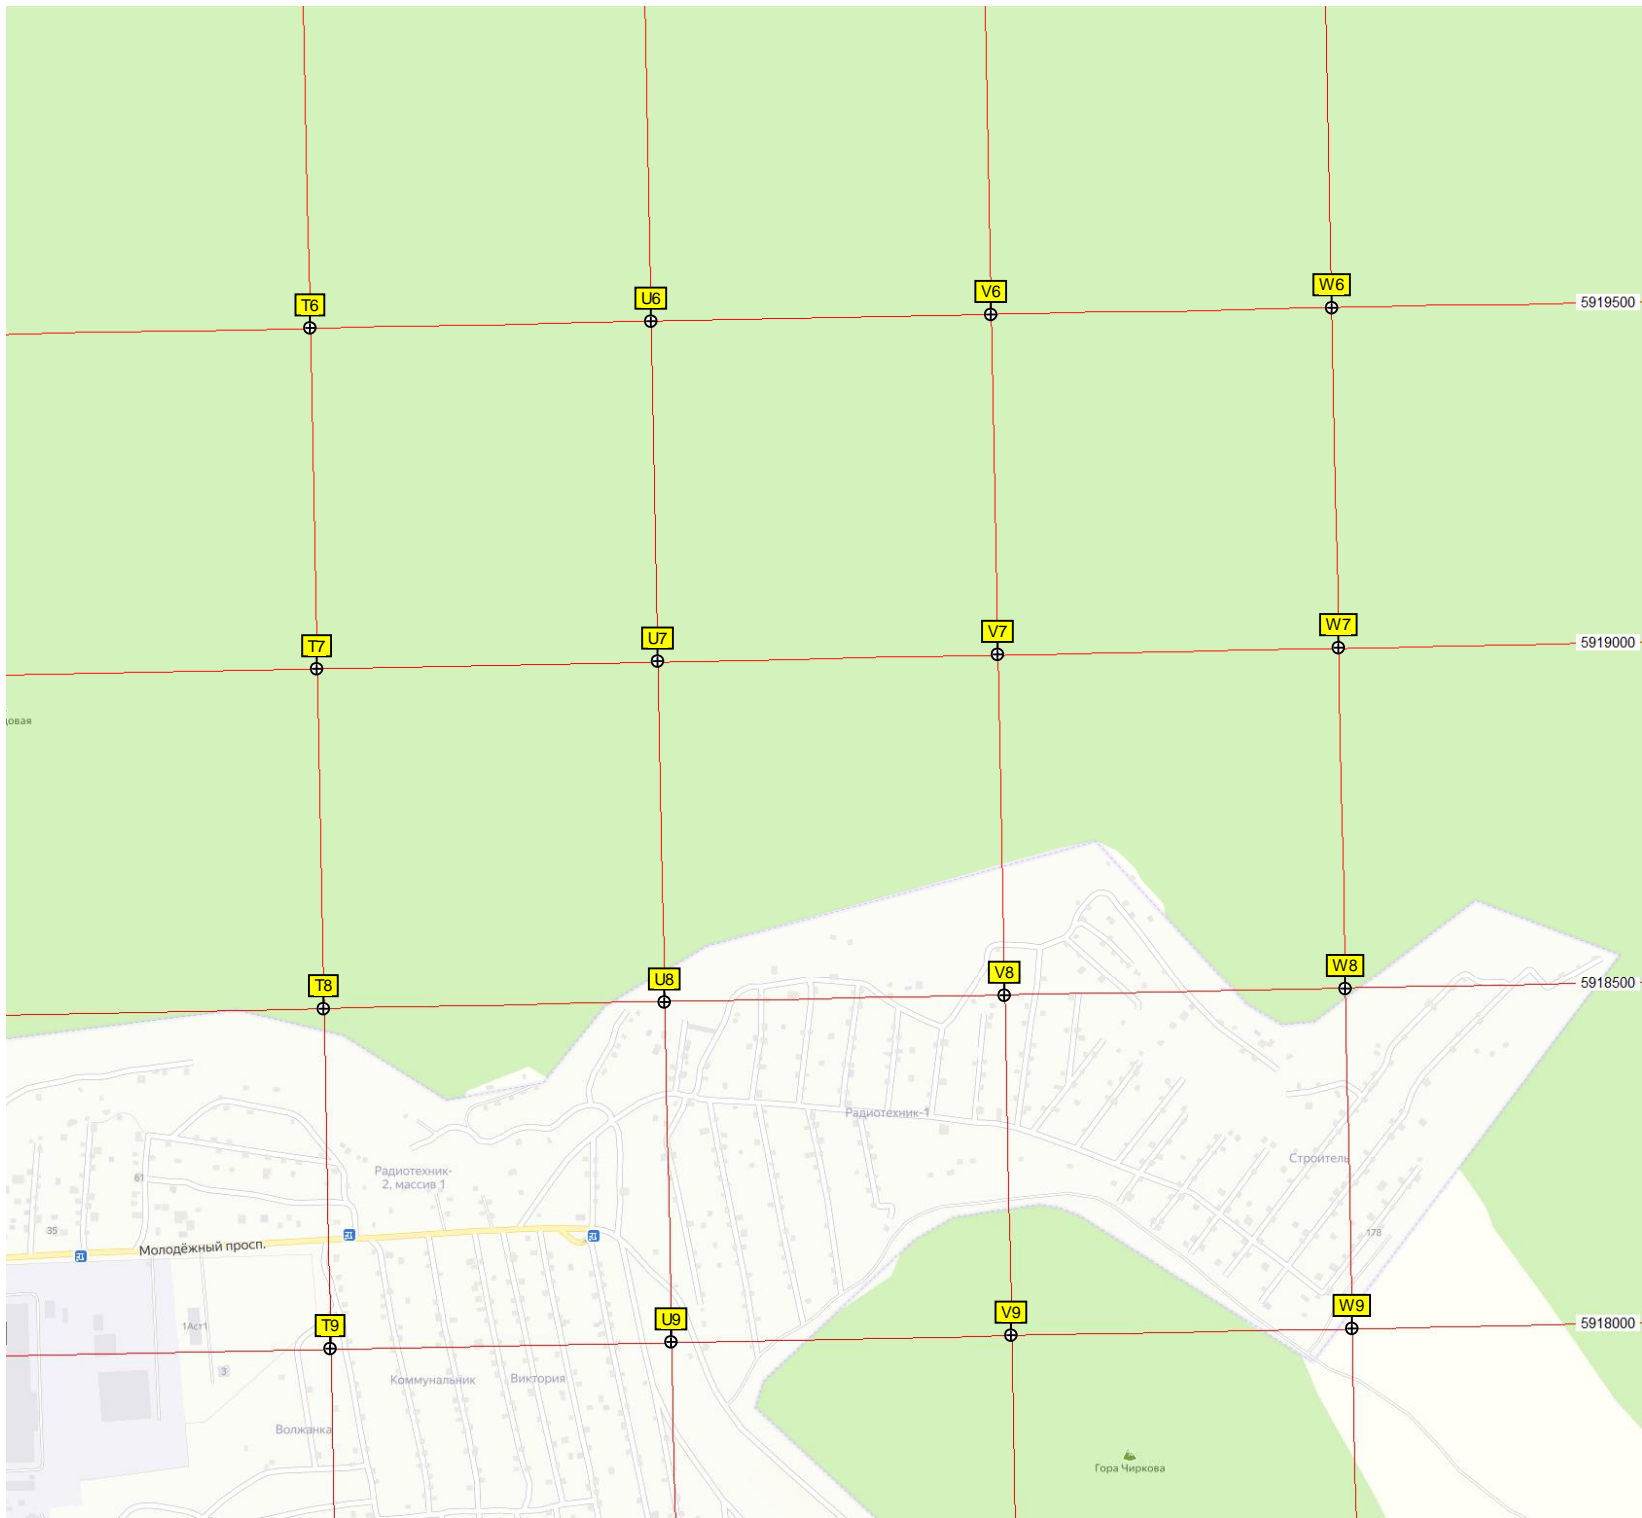 T6
U6
V6
W6
5919500
T7
U7
V7
W7
5919000
довая
T8
U8
V8
W8
5918500
Радиотехник-1
Радиотехник-
2, массив 1
Строитель
61
35
178
Молодёжный просп.
T9
U9
V9
W9
5918000
1Аст1
3
Коммунальник
Виктория
Волжанка
Гора Чиркова